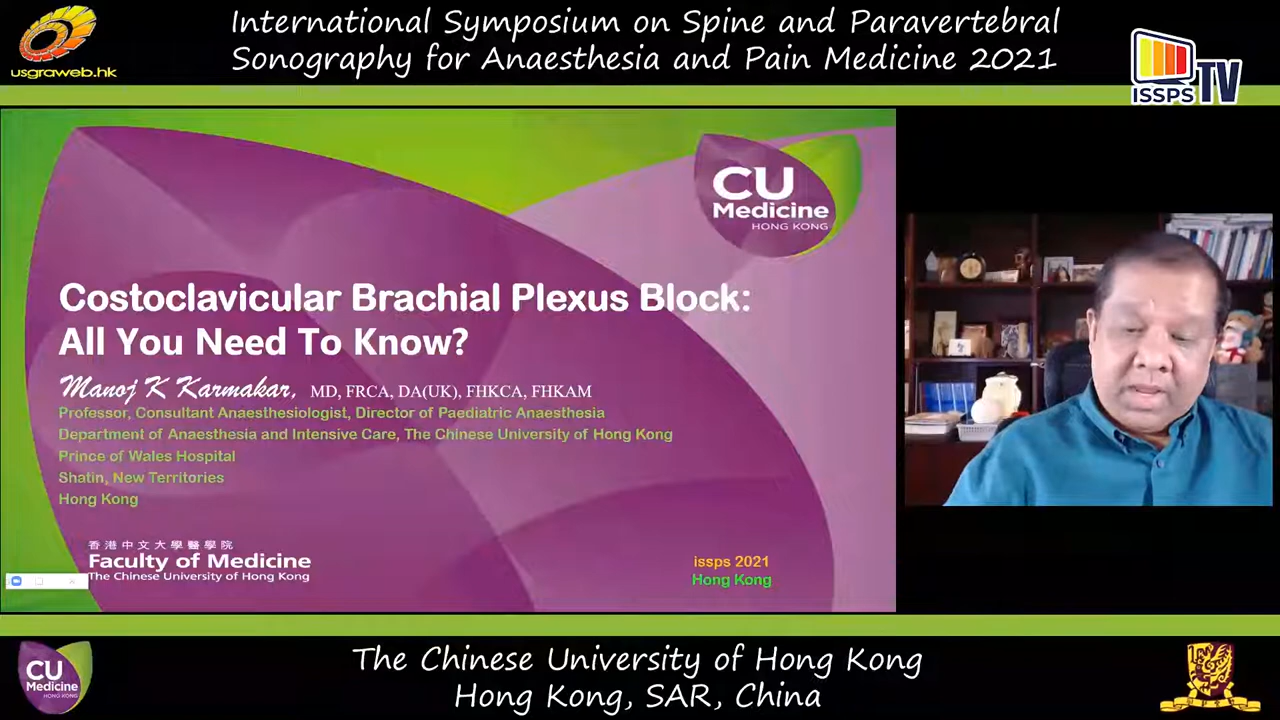 International Symposium on Spine and Paravertebral
Sonography for Anaesthesia and Pain Medicine 2021
usgraweb.hk
ISSPS TV
CU
Medicine
HONG KONG
Costoclavicular Brachial Plexus Block:
All You Need To Know?
Manoj K Karmakar, MD, FRCA, DA(UK), FHKCA, FHKAM
Professor, Consultant Anaesthesiologist, Director of Paediatric Anaesthesia
Department of Anaesthesia and Intensive Care, The Chinese University of Hong Kong
Prince of Wales Hospital
Shatin, New Territories
Hong Kong
香港中文大學醫學院
Faculty of Medicine
The Chinese University of Hong Kong
issps 2021
Hong Kong
CU
Medicine
HONG KONG
The Chinese University of Hong Kong
Hong Kong, SAR, China